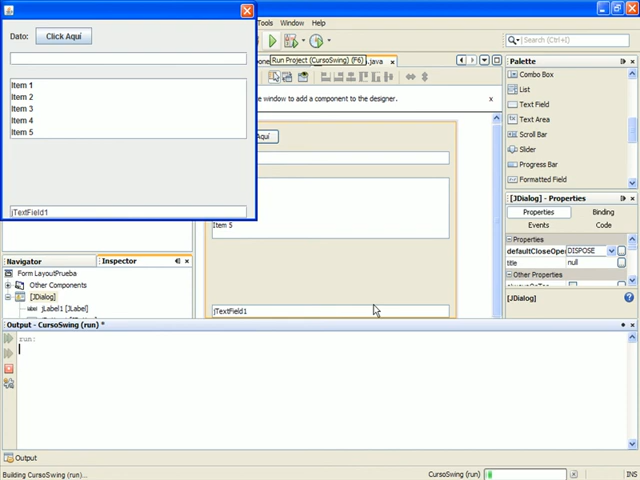 Tools Window Help
Dato: Click Aquí
Item 1
Item 2
Item 3
Item 4
Item 5
jTextField1
Search (Ctrl+I)
.java
Run Project (CursoSwing) (F6)
e window to add a component to the designer.
x
Aquí
Item 5
jTextField1
Palette
Combo Box
List
Text Field
Text Area
Scroll Bar
Slider
Progress Bar
Formatted Field
[JDialog] - Properties
Properties
Binding
Events
Code
Properties
defaultCloseOper
DISPOSE
title
null
Other Properties
[JDialog]
Navigator
Inspector
Form LayoutPrueba
Other Components
[JDialog]
jLabel1 [JLabel]
Output - CursoSwing (run) *
run:
Output
Building CursoSwing (run)...
CursoSwing (run)
INS